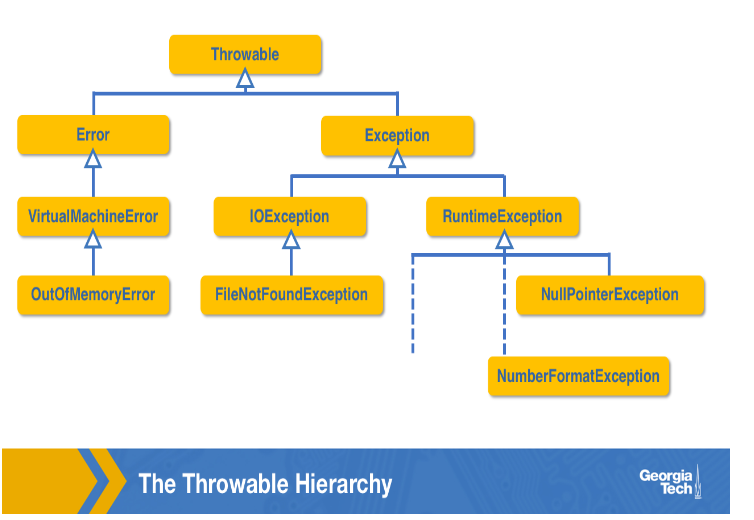 Throwable
Error
Exception
VirtualMachineError
IOException
RuntimeException
OutOfMemoryError
FileNotFoundException
NullPointerException
NumberFormatException
The Throwable Hierarchy
Georgia
Tech